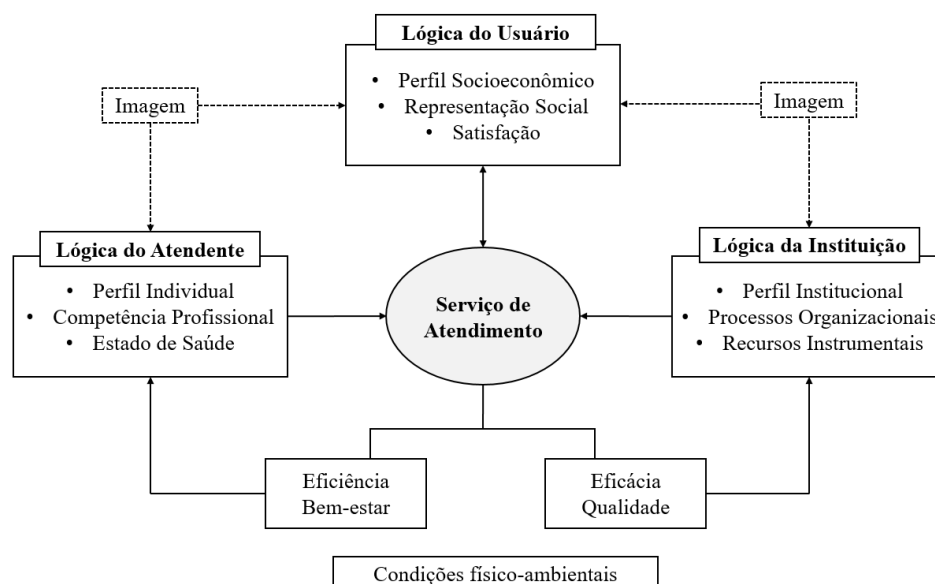 Lógica do Usuário
• Perfil Socioeconômico
• Representação Social
• Satisfação
Imagem
Imagem
Lógica do Atendente
• Perfil Individual
• Competência Profissional
• Estado de Saúde
Serviço de
Atendimento
Lógica da Instituição
• Perfil Institucional
• Processos Organizacionais
• Recursos Instrumentais
Eficiência
Bem-estar
Eficácia
Qualidade
Condições físico-ambientais